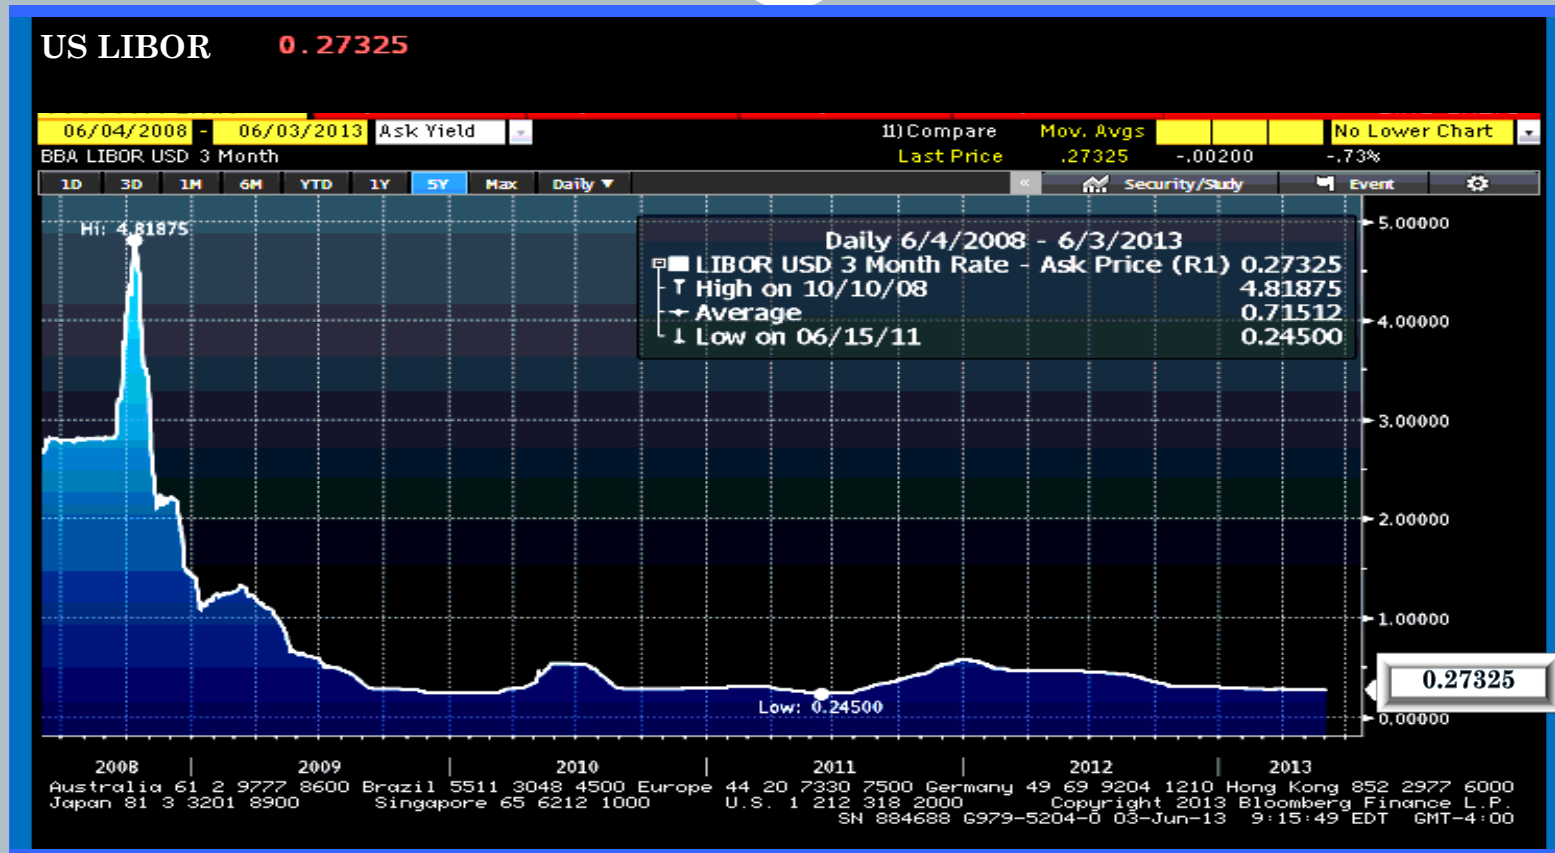 US LIBOR 0.27325
06/04/2008 - 06/03/2013 Ask Yield 11) Compare Mov. Avgs No Lower Chart
BBA LIBOR USD 3 Month Last Price .27325 -.00200 -.73%
1D 3D 1M 6M YTD 1Y 5Y Max Daily ▼ « Security/Study Event
Hi: 4.81875
Daily 6/4/2008 - 6/3/2013
LIBOR USD 3 Month Rate - Ask Price (R1) 0.27325
High on 10/10/08 4.81875
Average 0.71512
Low on 06/15/11 0.24500
5.00000
4.00000
3.00000
2.00000
1.00000
0.27325
Low: 0.24500
0.00000
2008 2009 2010 2011 2012 2013
Australia 61 2 9777 8600 Brazil 5511 3048 4500 Europe 44 20 7330 7500 Germany 49 69 9204 1210 Hong Kong 852 2977 6000
Japan 81 3 3201 8900 Singapore 65 6212 1000 U.S. 1 212 318 2000 Copyright 2013 Bloomberg Finance L.P.
SN 884688 G979-5204-0 03-Jun-13 9:15:49 EDT GMT-4:00